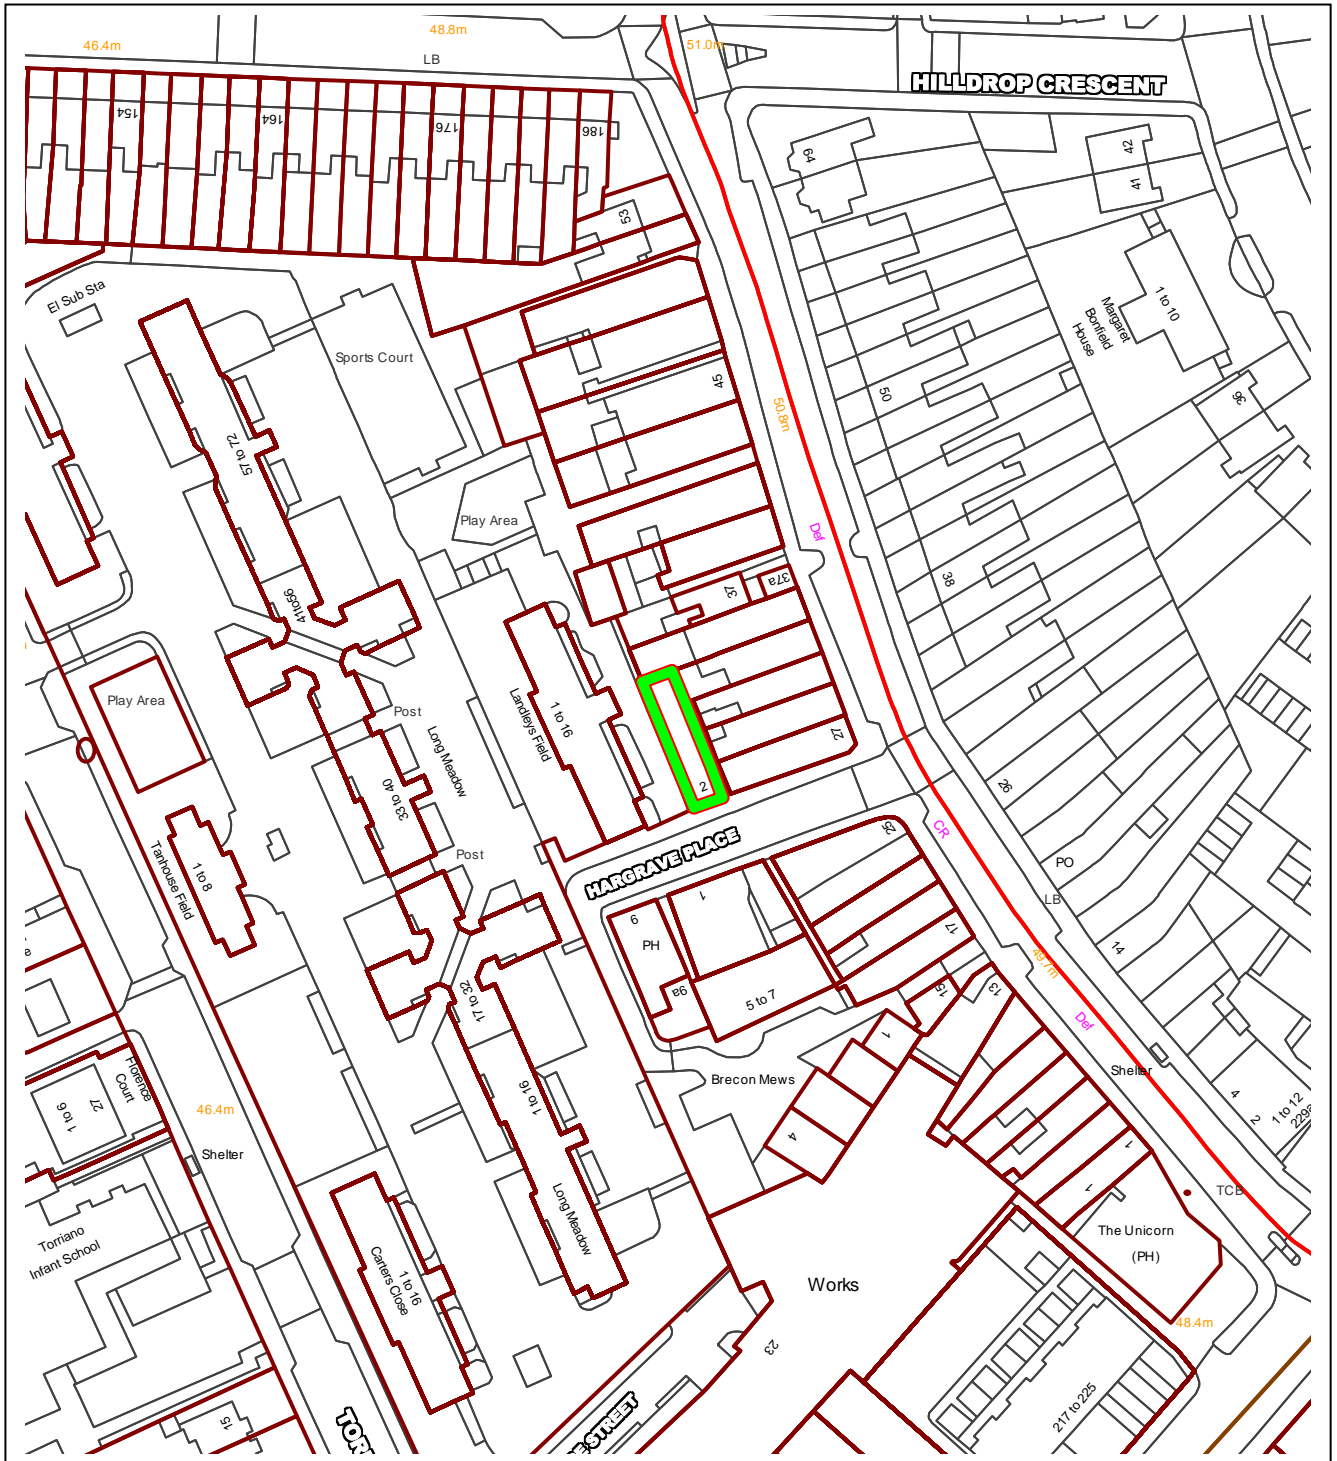 46.4m
48.8m
LB
51.0m
HILLDROP CRESCENT
154
164
176
186
64
42
41
53
El Sub Sta
Sports Court
45
50.8m
50
Margaret
Bonfield
House
1 to 10
36
57 to 72
Play Area
Def
38
41to56
37
37a
Play Area
Post
Long Meadow
Landleys Field
1 to 16
2
27
26
33 to 40
CR
Tanhouse Field
1 to 8
Post
HARGRAVE PLACE
25
PO
LB
1
9
PH
9a
5 to 7
17
14
49.7m
17 to 32
15
13
Def
Florence
Court
27
1 to 6
46.4m
Shelter
1 to 16
Brecon Mews
1
4
Shelter
4
2
1 to 12
1
1
TCB
The Unicorn
(PH)
Torriano
Infant School
Long Meadow
1 to 16
Carters Close
Works
48.4m
23
15
217 to 225